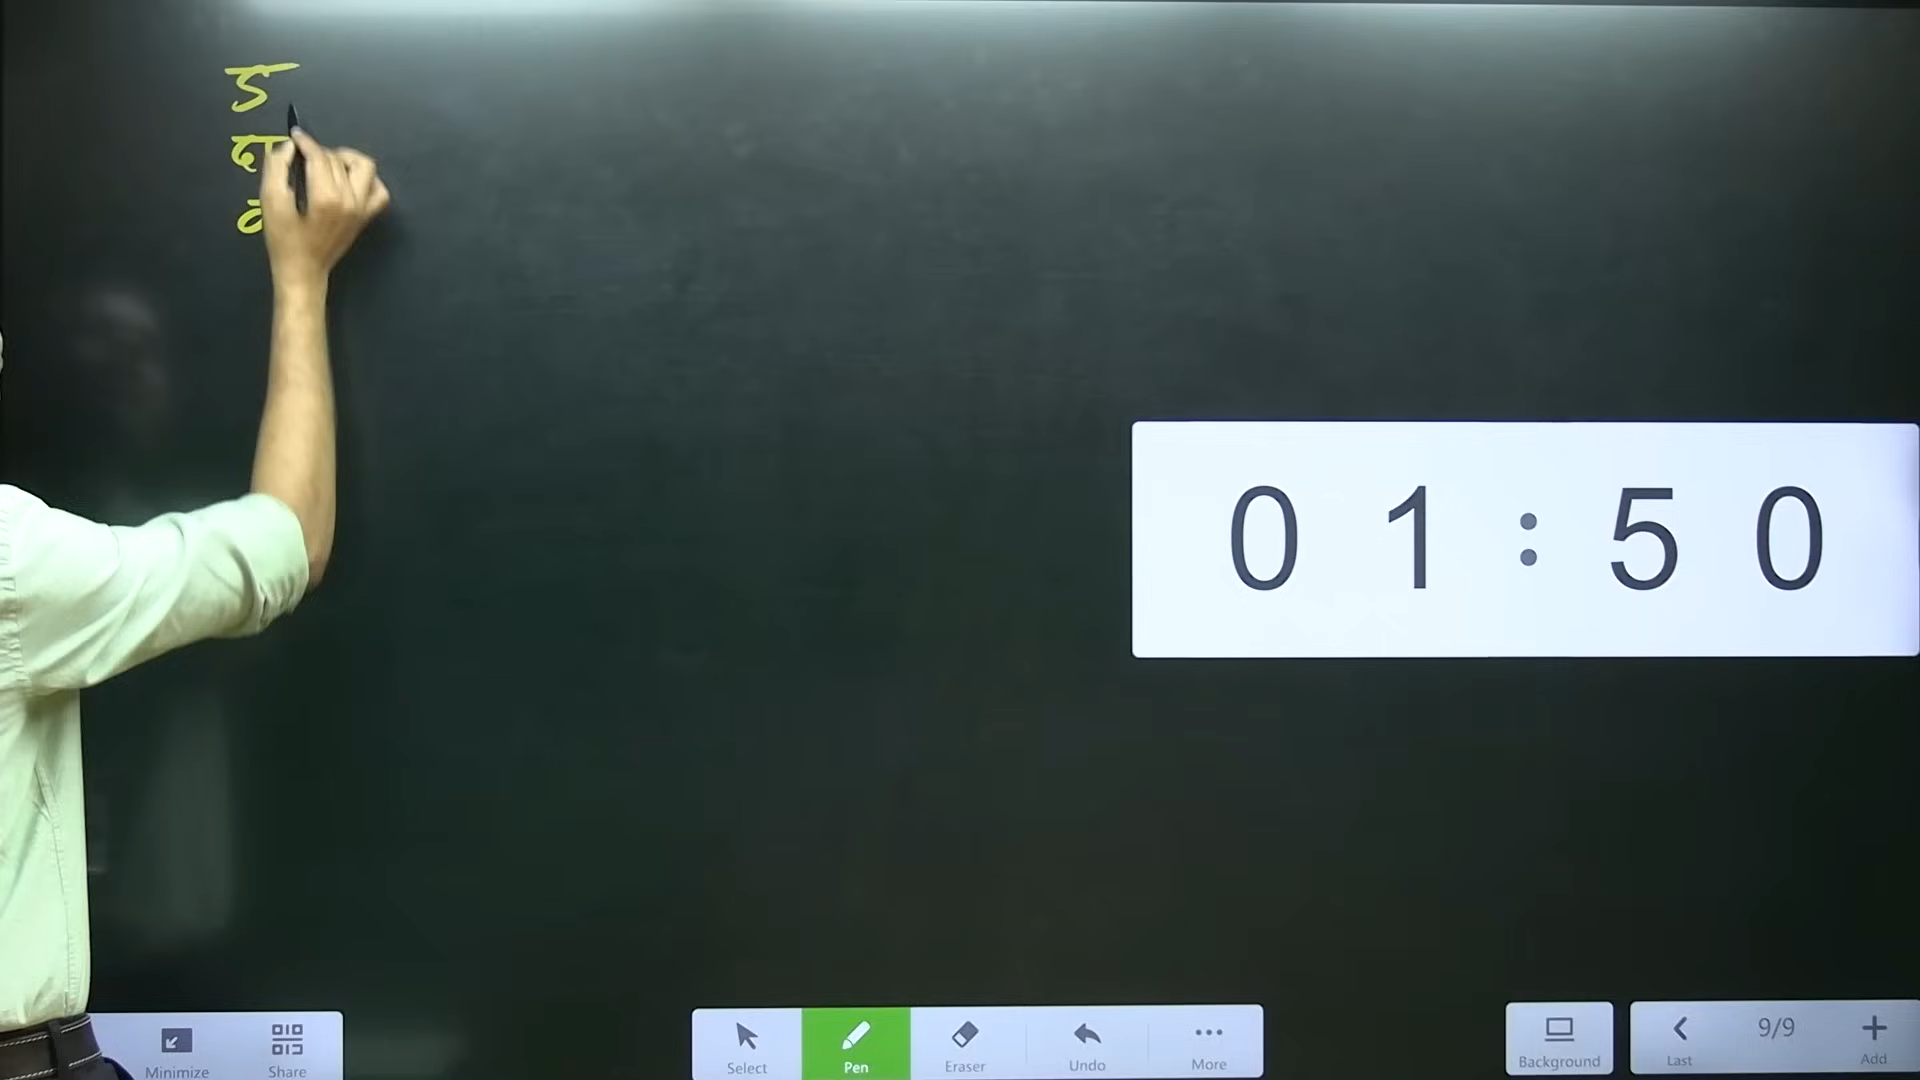 ड
दा
01:50
Minimize
Share
Select
Pen
Eraser
Undo
More
Background
Last
9/9
Add